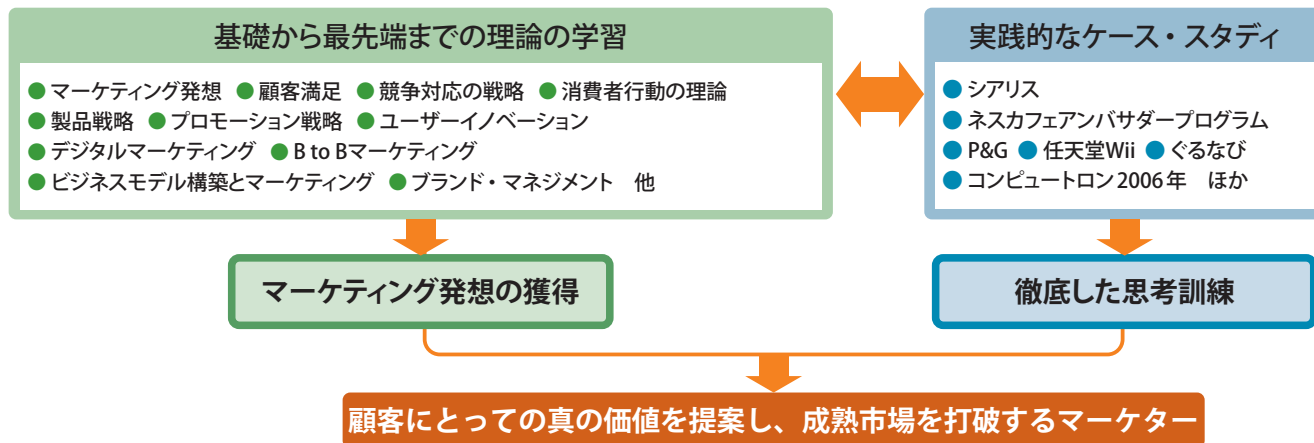 基礎から最先端までの理論の学習
●マーケティング発想 ●顧客満足 ●競争対応の戦略 ●消費者行動の理論
●製品戦略 ●プロモーション戦略 ●ユーザーイノベーション
●デジタルマーケティング ●B to Bマーケティング
●ビジネスモデル構築とマーケティング ●ブランド・マネジメント 他
実践的なケース・スタディ
●シアリス
●ネスカフェアンバサダープログラム
●P&G ●任天堂Wii ●ぐるなび
●コンピュートロン2006年 ほか
マーケティング発想の獲得
徹底した思考訓練
顧客にとっての真の価値を提案し、成熟市場を打破するマーケター